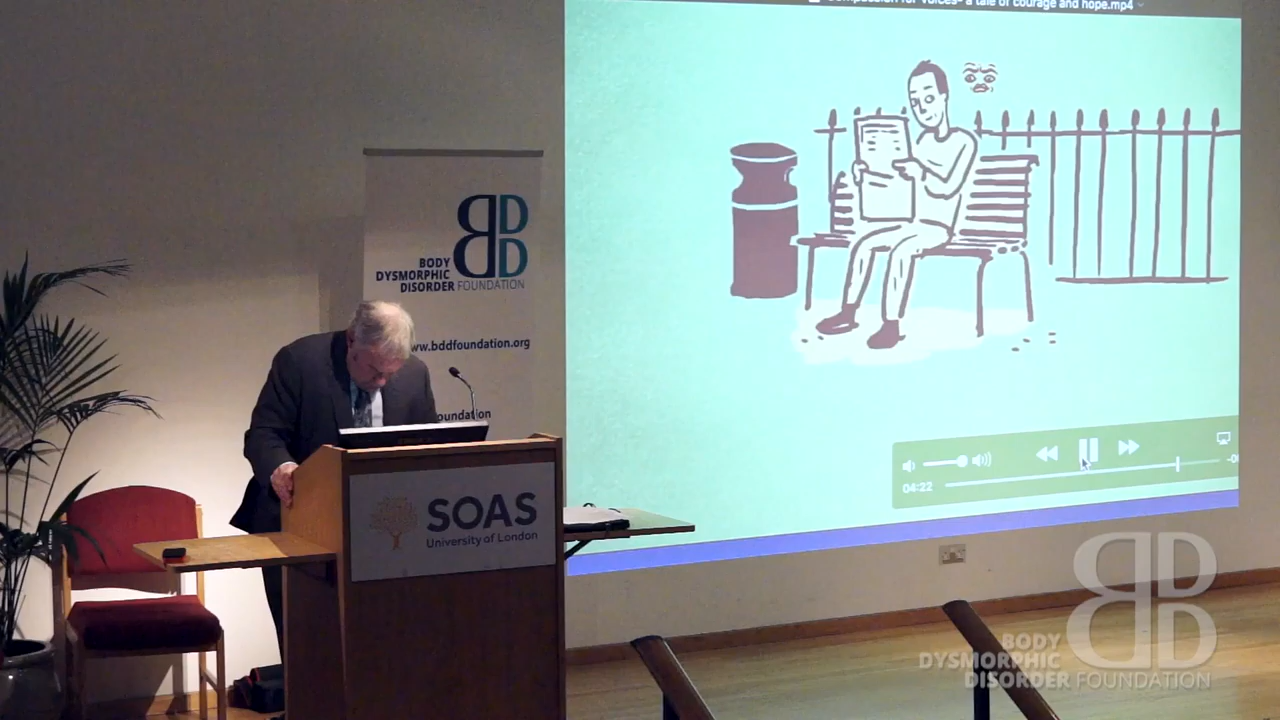 for voices- a tale of courage and hope.mp4
BODY
DYSMORPHIC
DISORDER FOUNDATION
www.bddfoundation.org
oundation
SOAS
University of London
04:22
BODY
DYSMORPHIC
DISORDER FOUNDATION